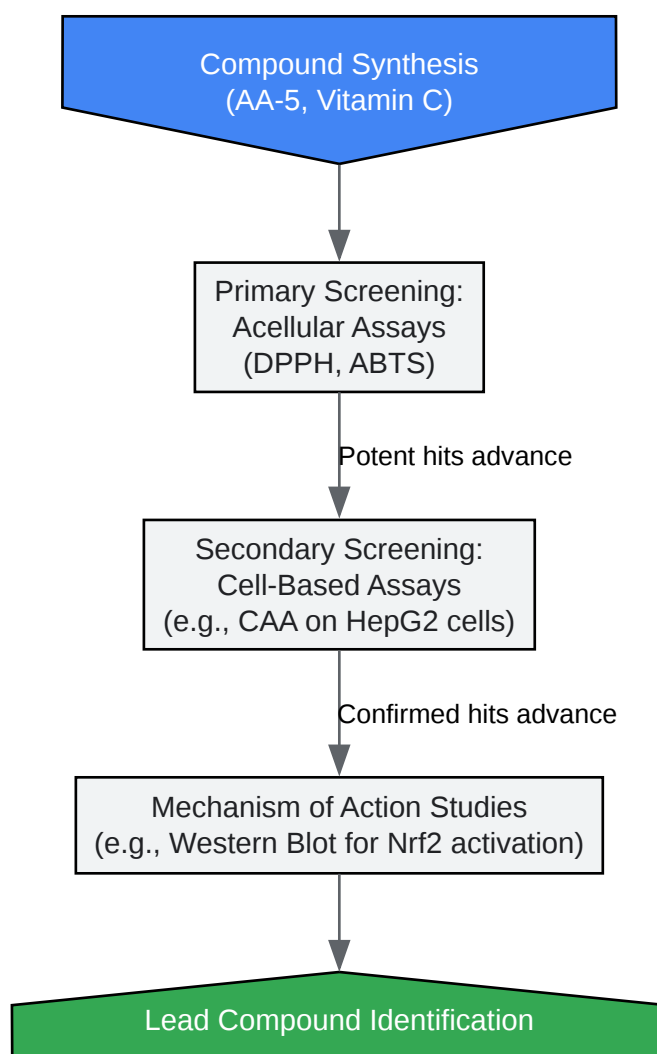 Compound Synthesis
(AA-5, Vitamin C)
Primary Screening:
Acellular Assays
(DPPH, ABTS)
Potent hits advance
Secondary Screening:
Cell-Based Assays
(e.g., CAA on HepG2 cells)
Confirmed hits advance
Mechanism of Action Studies
(e.g., Western Blot for Nrf2 activation)
Lead Compound Identification